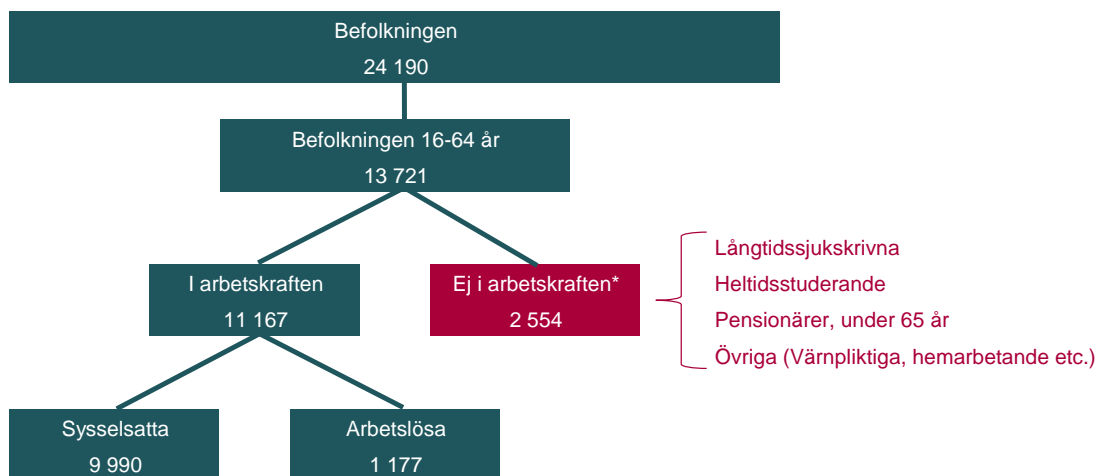 Befolkningen
24 190
Befolkningen 16-64 år
13 721
I arbetskraften
11 167
Ej i arbetskraften*
2 554
Långtidssjukskrivna
Heltidsstuderande
Pensionärer, under 65 år
Övriga (Värnpliktiga, hemarbetande etc.)
Sysselsatta
9 990
Arbetslösa
1 177